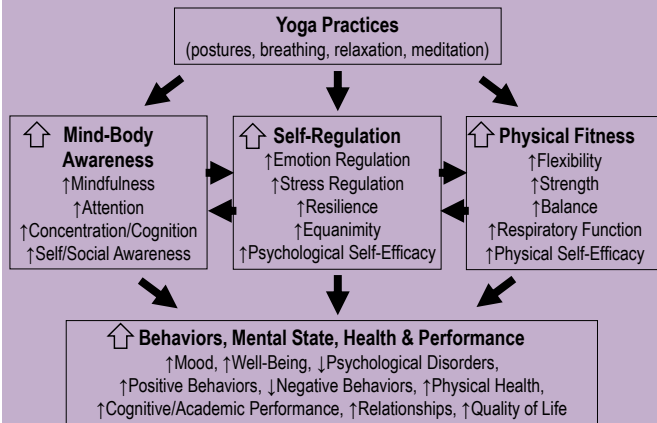 Yoga Practices
(postures, breathing, relaxation, meditation)
Mind-Body
Awareness
↑Mindfulness
↑Attention
↑Concentration/Cognition
↑Self/Social Awareness
Self-Regulation
↑Emotion Regulation
↑Stress Regulation
↑Resilience
↑Equanimity
↑Psychological Self-Efficacy
Physical Fitness
↑Flexibility
↑Strength
↑Balance
↑Respiratory Function
↑Physical Self-Efficacy
Behaviors, Mental State, Health & Performance
↑Mood, ↑Well-Being, ↓Psychological Disorders,
↑Positive Behaviors, ↓Negative Behaviors, ↑Physical Health,
↑Cognitive/Academic Performance, ↑Relationships, ↑Quality of Life